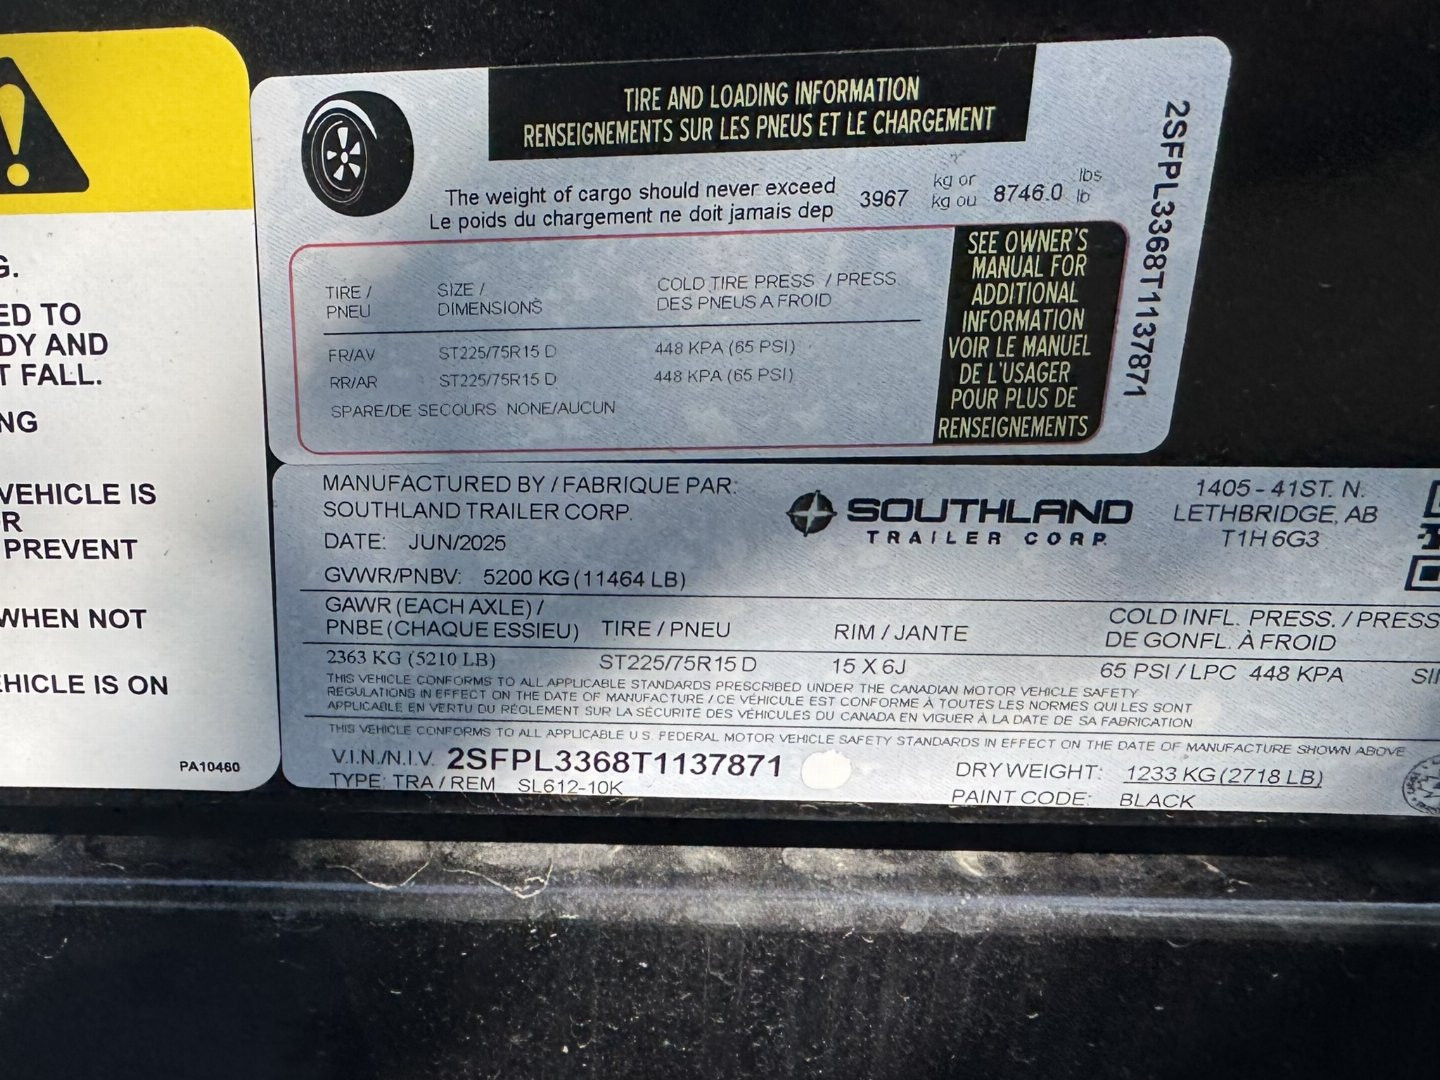 G.
ED TO
DY AND
T FALL.
NG
VEHICLE IS
R
PREVENT
WHEN NOT
EHICLE IS ON
PA10460
TIRE AND LOADING INFORMATION
RENSEIGNEMENTS SUR LES PNEUS ET LE CHARGEMENT
The weight of cargo should never exceed 3967 kg or 8746.0 lbs
Le poids du chargement ne doit jamais dep kg ou lb
TIRE / SIZE / COLD TIRE PRESS. / PRESS
PNEU DIMENSIONS DES PNEUS A FROID
FR/AV ST225/75R15 D 448 KPA (65 PSI)
RR/AR ST225/75R15 D 448 KPA (65 PSI)
SPARE/DE SECOURS NONE/AUCUN
SEE OWNER'S
MANUAL FOR
ADDITIONAL
INFORMATION
VOIR LE MANUEL
DE L'USAGER
POUR PLUS DE
RENSEIGNEMENTS
2SFPL3368T1137871
MANUFACTURED BY / FABRIQUE PAR:
SOUTHLAND TRAILER CORP.
DATE: JUN/2025
GVWR/PNBV: 5200 KG (11464 LB)
SOUTHLAND
TRAILER CORP.
1405 - 41ST. N.
LETHBRIDGE, AB
T1H 6G3
GAWR (EACH AXLE) / COLD INFL. PRESS. / PRESS
PNBE (CHAQUE ESSIEU) TIRE / PNEU RIM / JANTE DE GONFL. À FROID
2363 KG (5210 LB) ST225/75R15 D 15 X 6J 65 PSI / LPC 448 KPA SI
THIS VEHICLE CONFORMS TO ALL APPLICABLE STANDARDS PRESCRIBED UNDER THE CANADIAN MOTOR VEHICLE SAFETY
REGULATIONS IN EFFECT ON THE DATE OF MANUFACTURE / CE VÉHICULE EST CONFORME À TOUTES LES NORMES QUI LES SONT
APPLICABLE EN VERTU DU RÈGLEMENT SUR LA SÉCURITÉ DES VÉHICULES DU CANADA EN VIGUER À LA DATE DE SA FABRICATION
THIS VEHICLE CONFORMS TO ALL APPLICABLE U.S. FEDERAL MOTOR VEHICLE SAFETY STANDARDS IN EFFECT ON THE DATE OF MANUFACTURE SHOWN ABOVE
V.I.N./N.I.V. 2SFPL3368T1137871 DRY WEIGHT: 1233 KG (2718 LB)
TYPE: TRA / REM SL612-10K PAINT CODE: BLACK